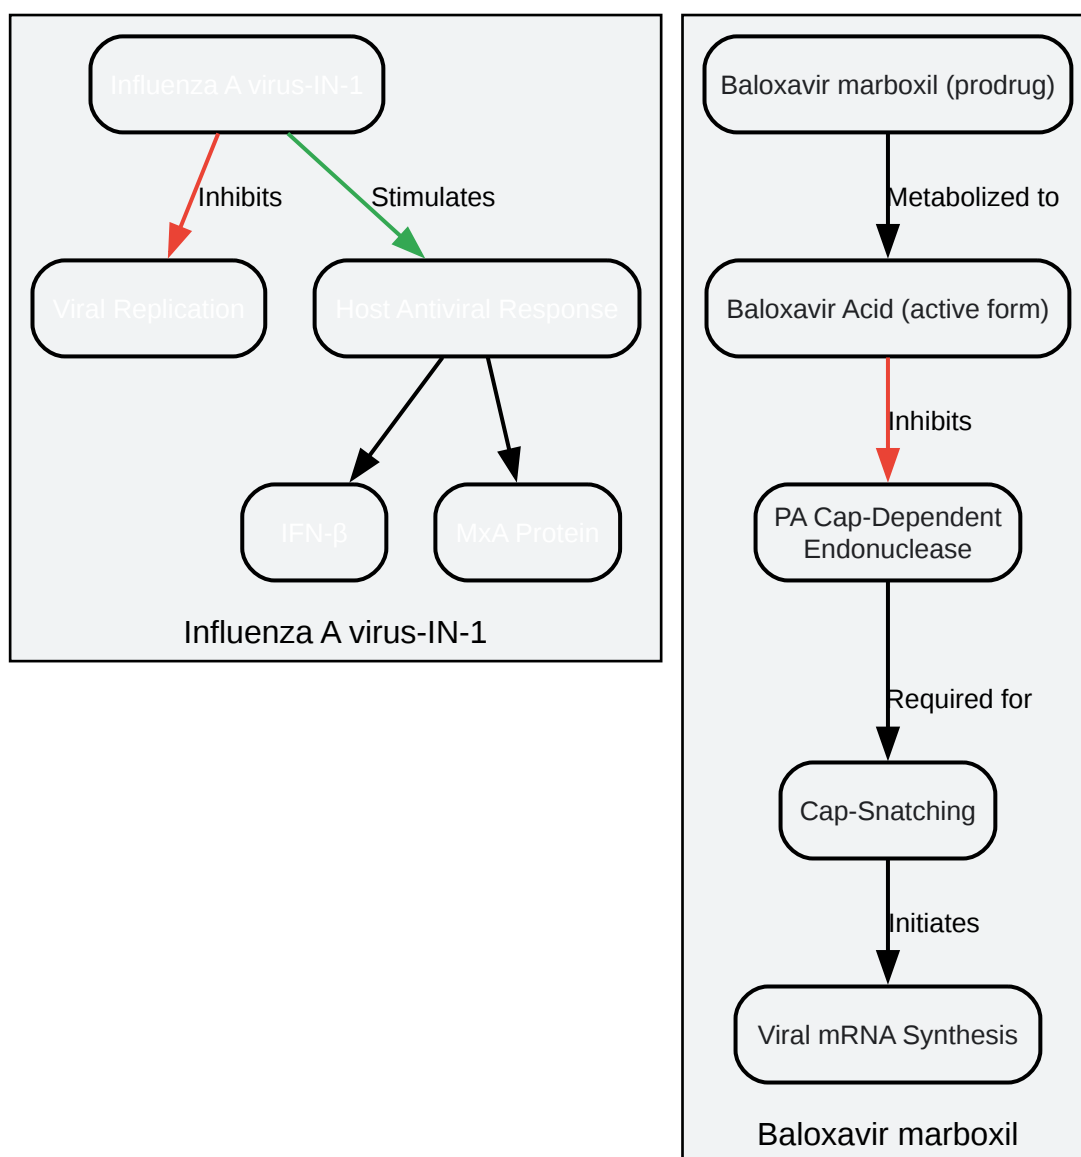 Influenza A virus-IN-1
Inhibits
Stimulates
Viral Replication
Host Antiviral Response
IFN-β
MxA Protein
Influenza A virus-IN-1
Baloxavir marboxil (prodrug)
Metabolized to
Baloxavir Acid (active form)
Inhibits
PA Cap-Dependent
Endonuclease
Required for
Cap-Snatching
Initiates
Viral mRNA Synthesis
Baloxavir marboxil